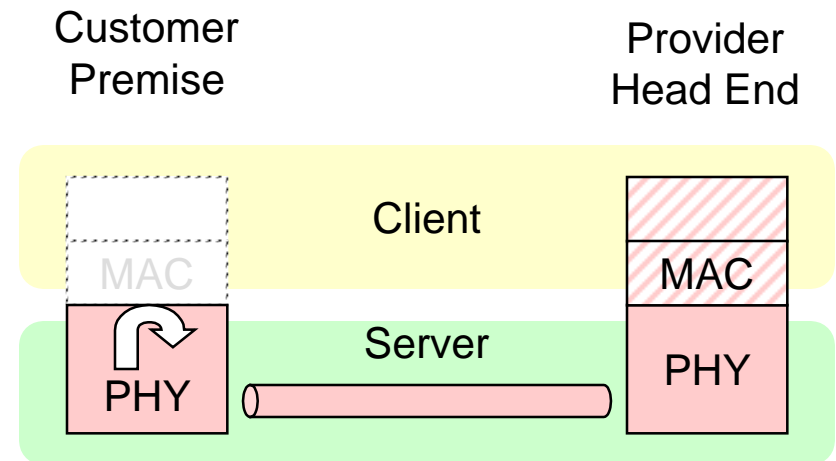 Customer
Premise
Provider
Head End
Client
MAC
MAC
Server
PHY
PHY